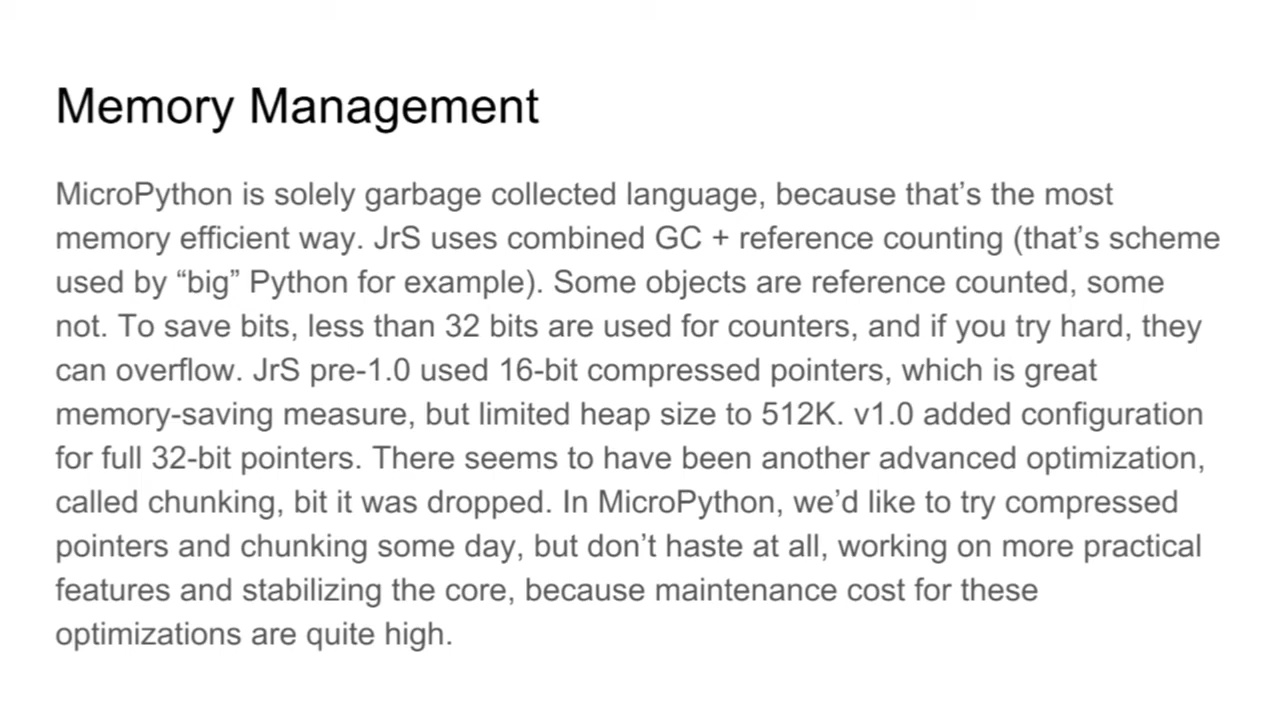 Memory Management
MicroPython is solely garbage collected language, because that’s the most
memory efficient way. JrS uses combined GC + reference counting (that’s scheme
used by “big” Python for example). Some objects are reference counted, some
not. To save bits, less than 32 bits are used for counters, and if you try hard, they
can overflow. JrS pre-1.0 used 16-bit compressed pointers, which is great
memory-saving measure, but limited heap size to 512K. v1.0 added configuration
for full 32-bit pointers. There seems to have been another advanced optimization,
called chunking, bit it was dropped. In MicroPython, we’d like to try compressed
pointers and chunking some day, but don’t haste at all, working on more practical
features and stabilizing the core, because maintenance cost for these
optimizations are quite high.